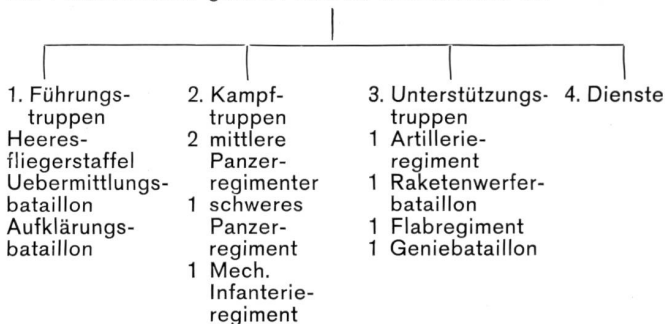 1. Führungs-
truppen
Heeres-
fliegerstaffel
Uebermittlungs-
bataillon
Aufklärungs-
bataillon
2. Kampf-
truppen
2 mittlere
Panzer-
regimenter
1 schweres
Panzer-
regiment
1 Mech.
Infanterie-
regiment
3. Unterstützungs-
truppen
1 Artillerie-
regiment
1 Raketenwerfer-
bataillon
1 Flabregiment
1 Geniebataillon
4. Dienste